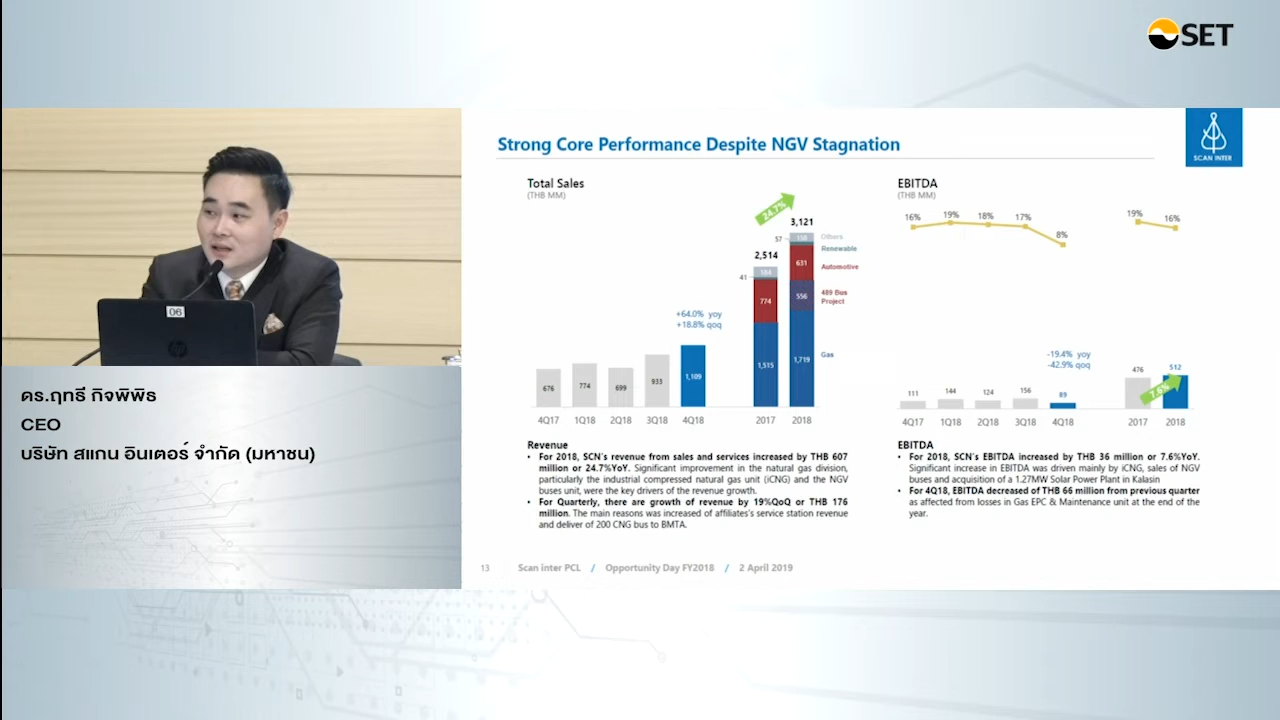 SET
06
ดร.ฤทธี กิจพิพิธ
CEO
บริษัท สแกน อินเตอร์ จำกัด (มหาชน)
Strong Core Performance Despite NGV Stagnation
SCAN INTER
Total Sales
(THB MM)
24.7%
3,121
57
Others
Renewable
2,514
184
41
631
Automotive
774
556
489 Bus
Project
+64.0% yoy
+18.8% qoq
1,515
1,719
Gas
676
774
699
933
1,109
4Q17 1Q18 2Q18 3Q18 4Q18 2017 2018
Revenue
• For 2018, SCN's revenue from sales and services increased by THB 607
million or 24.7%YoY. Significant improvement in the natural gas division,
particularly the industrial compressed natural gas unit (iCNG) and the NGV
buses unit, were the key drivers of the revenue growth.
• For Quarterly, there are growth of revenue by 19%QoQ or THB 176
million. The main reasons was increased of affiliates's service station revenue
and deliver of 200 CNG bus to BMTA.
EBITDA
(THB MM)
16% 19% 18% 17% 8% 19% 16%
-19.4% yoy
-42.9% qoq
111 144 124 156 89 476 512
7.6%
4Q17 1Q18 2Q18 3Q18 4Q18 2017 2018
EBITDA
• For 2018, SCN's EBITDA increased by THB 36 million or 7.6%YoY.
Significant increase in EBITDA was driven mainly by iCNG, sales of NGV
buses and acquisition of a 1.27MW Solar Power Plant in Kalasin
• For 4Q18, EBITDA decreased of THB 66 million from previous quarter
as affected from losses in Gas EPC & Maintenance unit at the end of the
year.
13 Scan inter PCL / Opportunity Day FY2018 / 2 April 2019